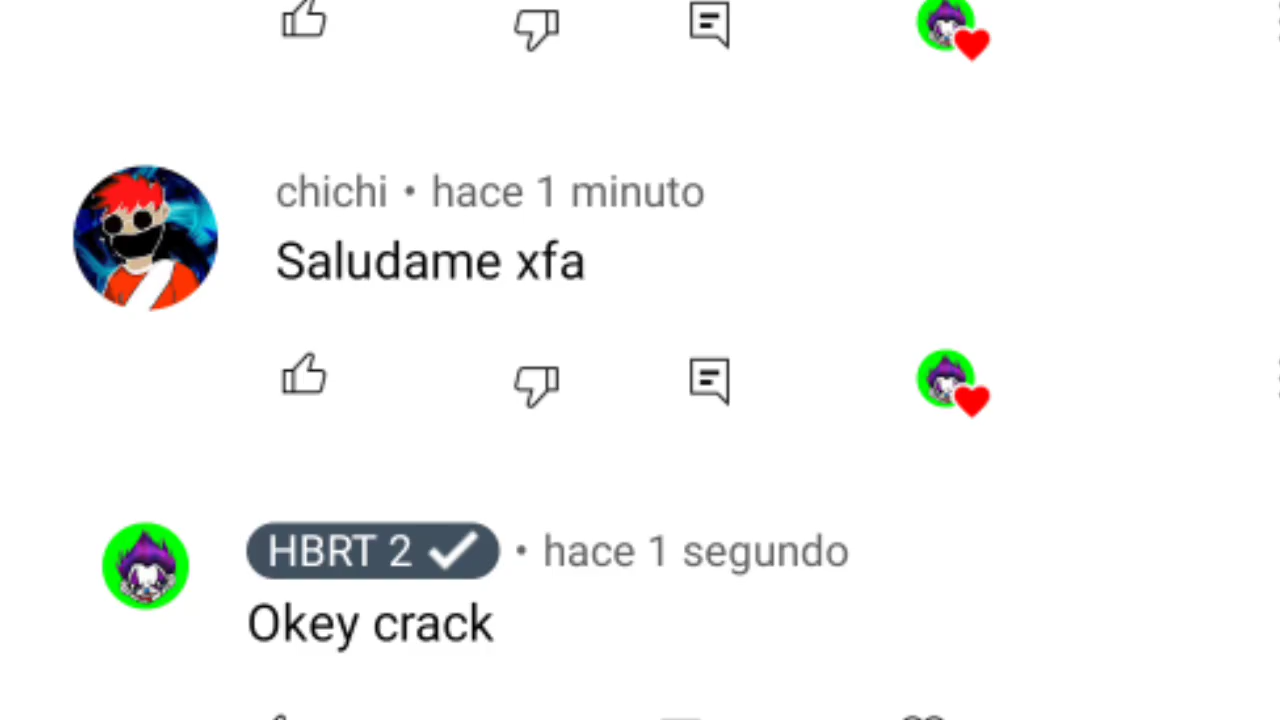 chichi • hace 1 minuto
Saludame xfa
HBRT 2 • hace 1 segundo
Okey crack